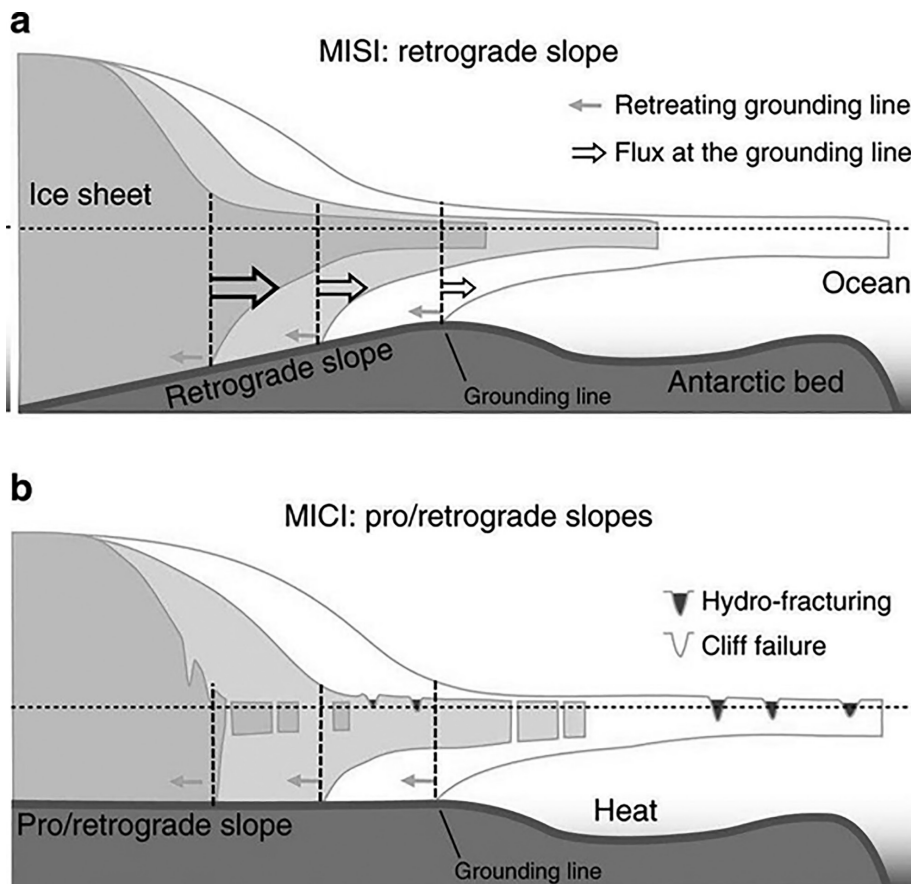 a
MISI: retrograde slope
Retreating grounding line
Flux at the grounding line
Ice sheet
Ocean
Retrograde slope
Antarctic bed
Grounding line
b
MICI: pro/retrograde slopes
Hydro-fracturing
Cliff failure
Heat
Pro/retrograde slope
Grounding line